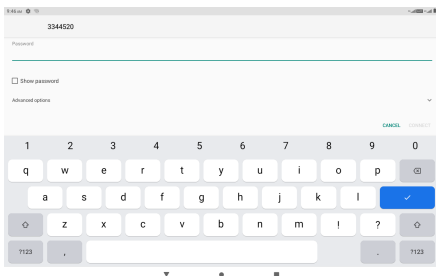 9:46 AM
3344520
Password
Show password
Advanced options
CANCEL CONNECT
1 2 3 4 5 6 7 8 9 0
q w e r t y u i o p
a s d f g h j k l
z x c v b n m ! ?
?123 , . ?123